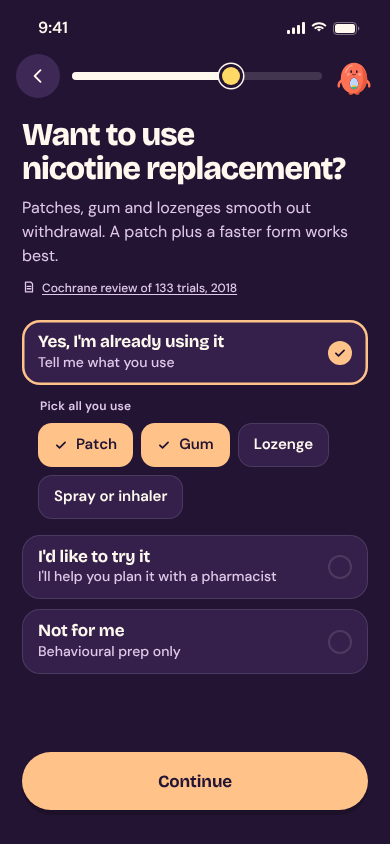 9:41
Want to use
nicotine replacement?
Patches, gum and lozenges smooth out
withdrawal. A patch plus a faster form works
best.
Cochrane review of 133 trials, 2018
Yes, I'm already using it
Tell me what you use
Pick all you use
Patch
Gum
Lozenge
Spray or inhaler
I'd like to try it
I'll help you plan it with a pharmacist
Not for me
Behavioural prep only
Continue